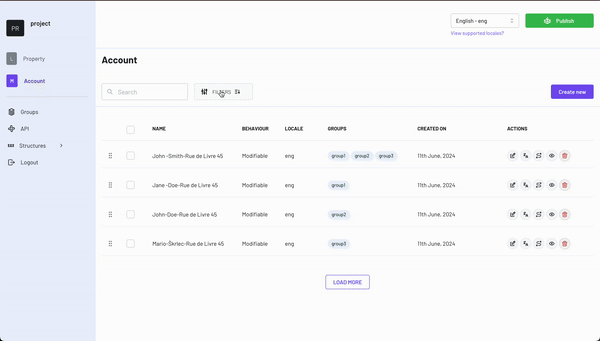 PR
project
English - eng
Publish
View supported locales?
L
Property
M
Account
Groups
API
Structures
Logout
Account
Search
FILTERS
Create new
NAME BEHAVIOUR LOCALE GROUPS CREATED ON ACTIONS
John -Smith-Rue de Livre 45 Modifiable eng group1 group2 group3 11th June, 2024
Jane -Doe-Rue de Livre 45 Modifiable eng group1 11th June, 2024
John-Doe-Rue de Livre 45 Modifiable eng group2 11th June, 2024
Mario-Škriec-Rue de Livre 45 Modifiable eng group3 11th June, 2024
LOAD MORE